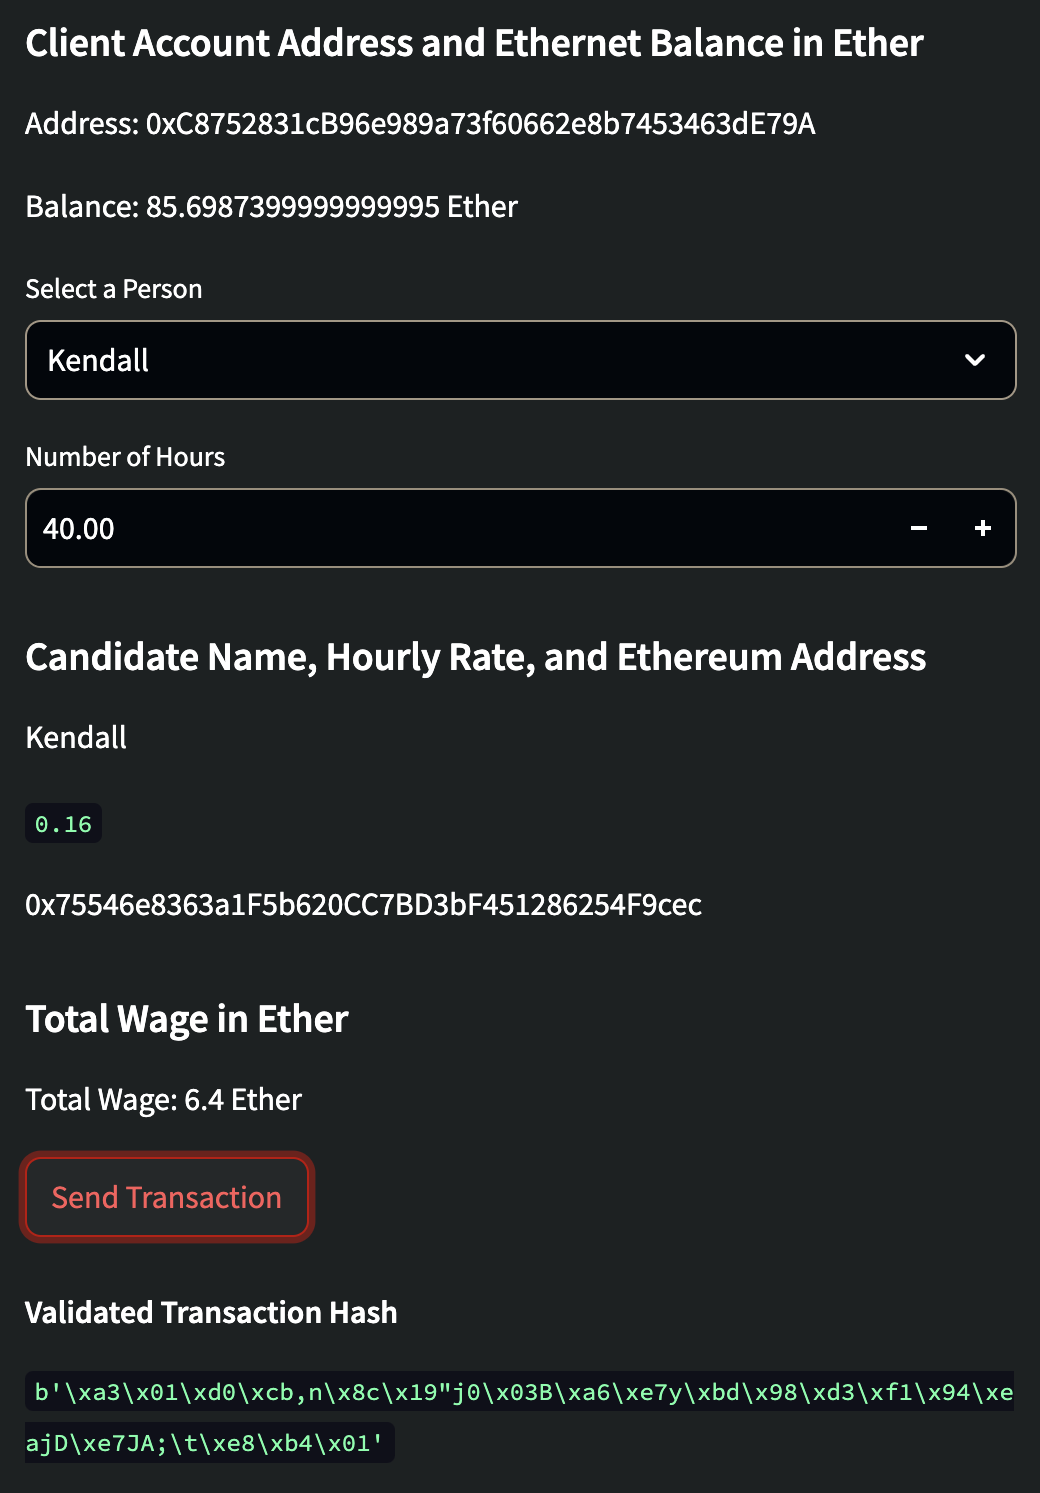 Client Account Address and Ethernet Balance in Ether
Address: 0xC8752831cB96e989a73f60662e8b7453463dE79A
Balance: 85.6987399999999995 Ether
Select a Person
Kendall
Number of Hours
40.00
Candidate Name, Hourly Rate, and Ethereum Address
Kendall
0.16
0x75546e8363a1F5b620CC7BD3bF451286254F9cec
Total Wage in Ether
Total Wage: 6.4 Ether
Send Transaction
Validated Transaction Hash
b'\xa3\x01\xd0\xcb,n\x8c\x19"j0\x03B\xa6\xe7y\xbd\x98\xd3\xf1\x94\xe
ajD\xe7JA;\t\xe8\xb4\x01'